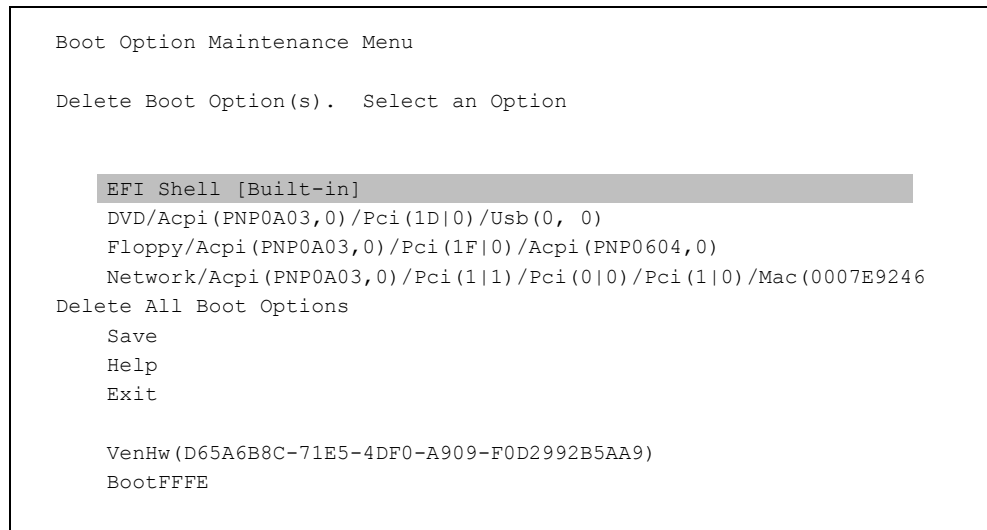 Boot Option Maintenance Menu
Delete Boot Option(s).  Select an Option
EFI Shell [Built-in]
DVD/Acpi(PNP0A03,0)/Pci(1D|0)/Usb(0, 0)
Floppy/Acpi(PNP0A03,0)/Pci(1F|0)/Acpi(PNP0604,0)
Network/Acpi(PNP0A03,0)/Pci(1|1)/Pci(0|0)/Pci(1|0)/Mac(0007E9246
Delete All Boot Options
Save
Help
Exit
VenHw(D65A6B8C-71E5-4DF0-A909-F0D2992B5AA9)
BootFFFE